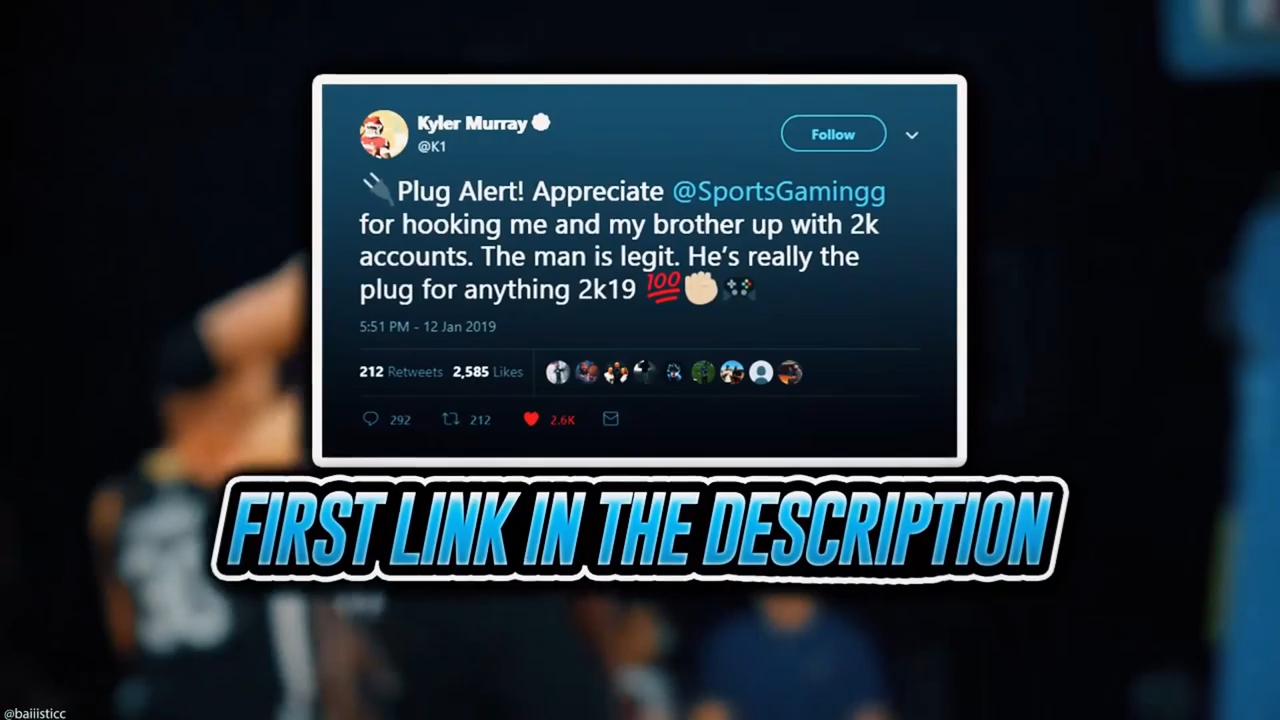 Kyler Murray
@K1
Follow
🔌Plug Alert! Appreciate @SportsGamingg
for hooking me and my brother up with 2k
accounts. The man is legit. He’s really the
plug for anything 2k19 💯✊🏼🎮
5:51 PM - 12 Jan 2019
212 Retweets 2,585 Likes
292 212 2.6K
FIRST LINK IN THE DESCRIPTION
@baiiisticc